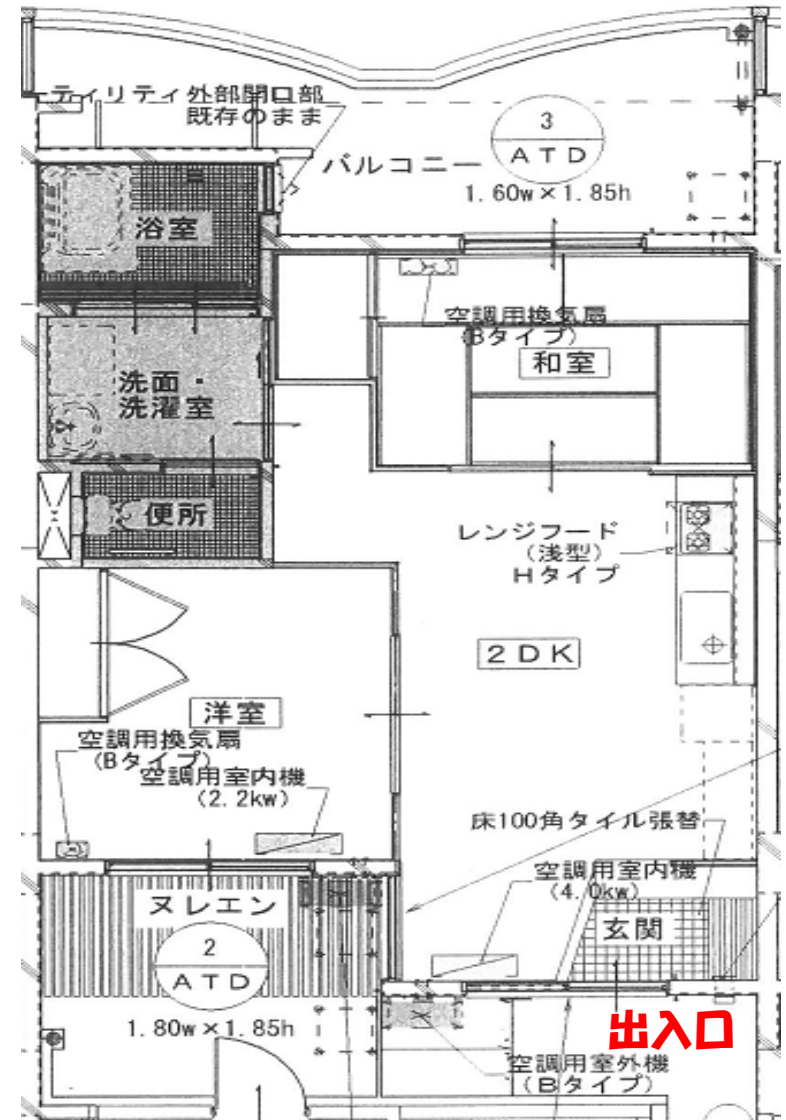 ティリティ外部開口部
既存のまま
3
ATD
バルコニー
1.60w×1.85h
浴室
空調用換気扇
(Bタイプ)
和室
洗面・
洗濯室
便所
レンジフード
(浅型)
Hタイプ
2DK
洋室
空調用換気扇
(Bタイプ)
空調用室内機
(2.2kw)
床100角タイル張替
空調用室内機
(4.0kw)
ヌレエン
玄関
2
ATD
1.80w×1.85h
出入口
空調用室外機
(Bタイプ)